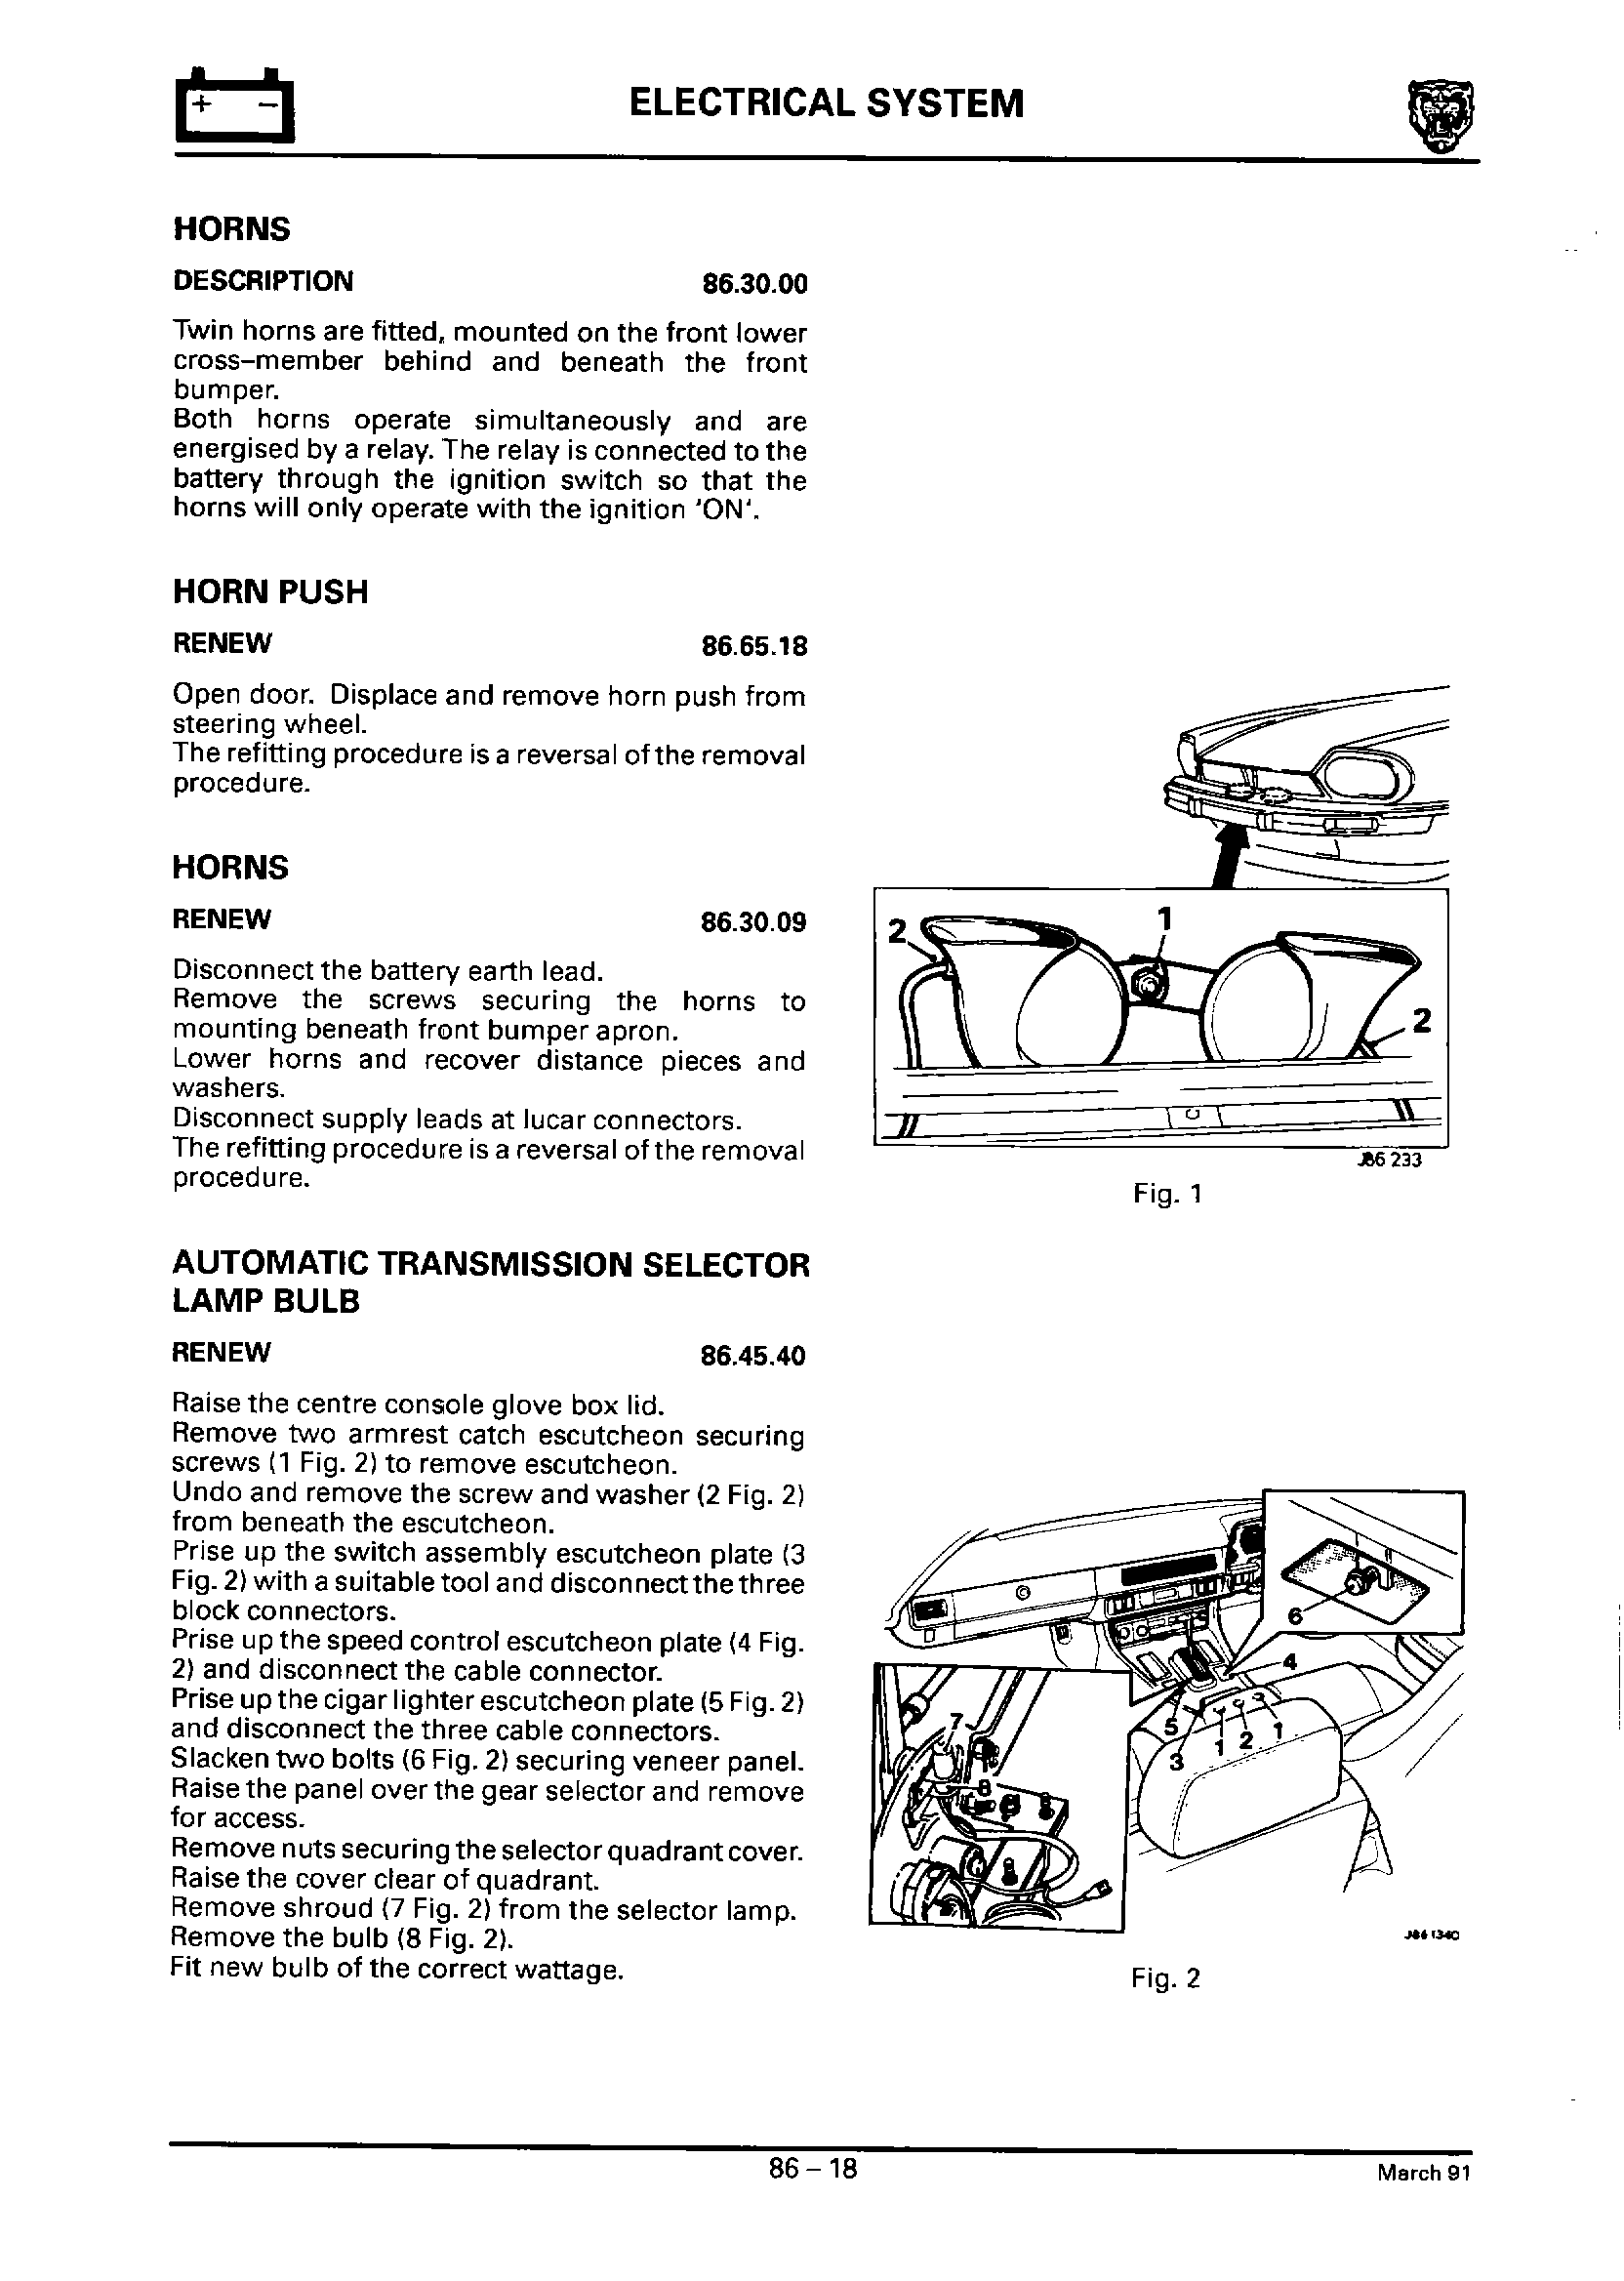 + −
ELECTRICAL SYSTEM
HORNS
DESCRIPTION 86.30.00
Twin horns are fitted, mounted on the front lower
cross–member behind and beneath the front
bumper.
Both horns operate simultaneously and are
energised by a relay. The relay is connected to the
battery through the ignition switch so that the
horns will only operate with the ignition 'ON'.
HORN PUSH
RENEW 86.65.18
Open door. Displace and remove horn push from
steering wheel.
The refitting procedure is a reversal of the removal
procedure.
HORNS
RENEW 86.30.09
Disconnect the battery earth lead.
Remove the screws securing the horns to
mounting beneath front bumper apron.
Lower horns and recover distance pieces and
washers.
Disconnect supply leads at lucar connectors.
The refitting procedure is a reversal of the removal
procedure.
2
1
2
J86 233
Fig. 1
AUTOMATIC TRANSMISSION SELECTOR
LAMP BULB
RENEW 86.45.40
Raise the centre console glove box lid.
Remove two armrest catch escutcheon securing
screws (1 Fig. 2) to remove escutcheon.
Undo and remove the screw and washer (2 Fig. 2)
from beneath the escutcheon.
Prise up the switch assembly escutcheon plate (3
Fig. 2) with a suitable tool and disconnect the three
block connectors.
Prise up the speed control escutcheon plate (4 Fig.
2) and disconnect the cable connector.
Prise up the cigar lighter escutcheon plate (5 Fig. 2)
and disconnect the three cable connectors.
Slacken two bolts (6 Fig. 2) securing veneer panel.
Raise the panel over the gear selector and remove
for access.
Remove nuts securing the selector quadrant cover.
Raise the cover clear of quadrant.
Remove shroud (7 Fig. 2) from the selector lamp.
Remove the bulb (8 Fig. 2).
Fit new bulb of the correct wattage.
6
4
7
5
3
1
2
1
8
J86 1340
Fig. 2
86 – 18
March 91